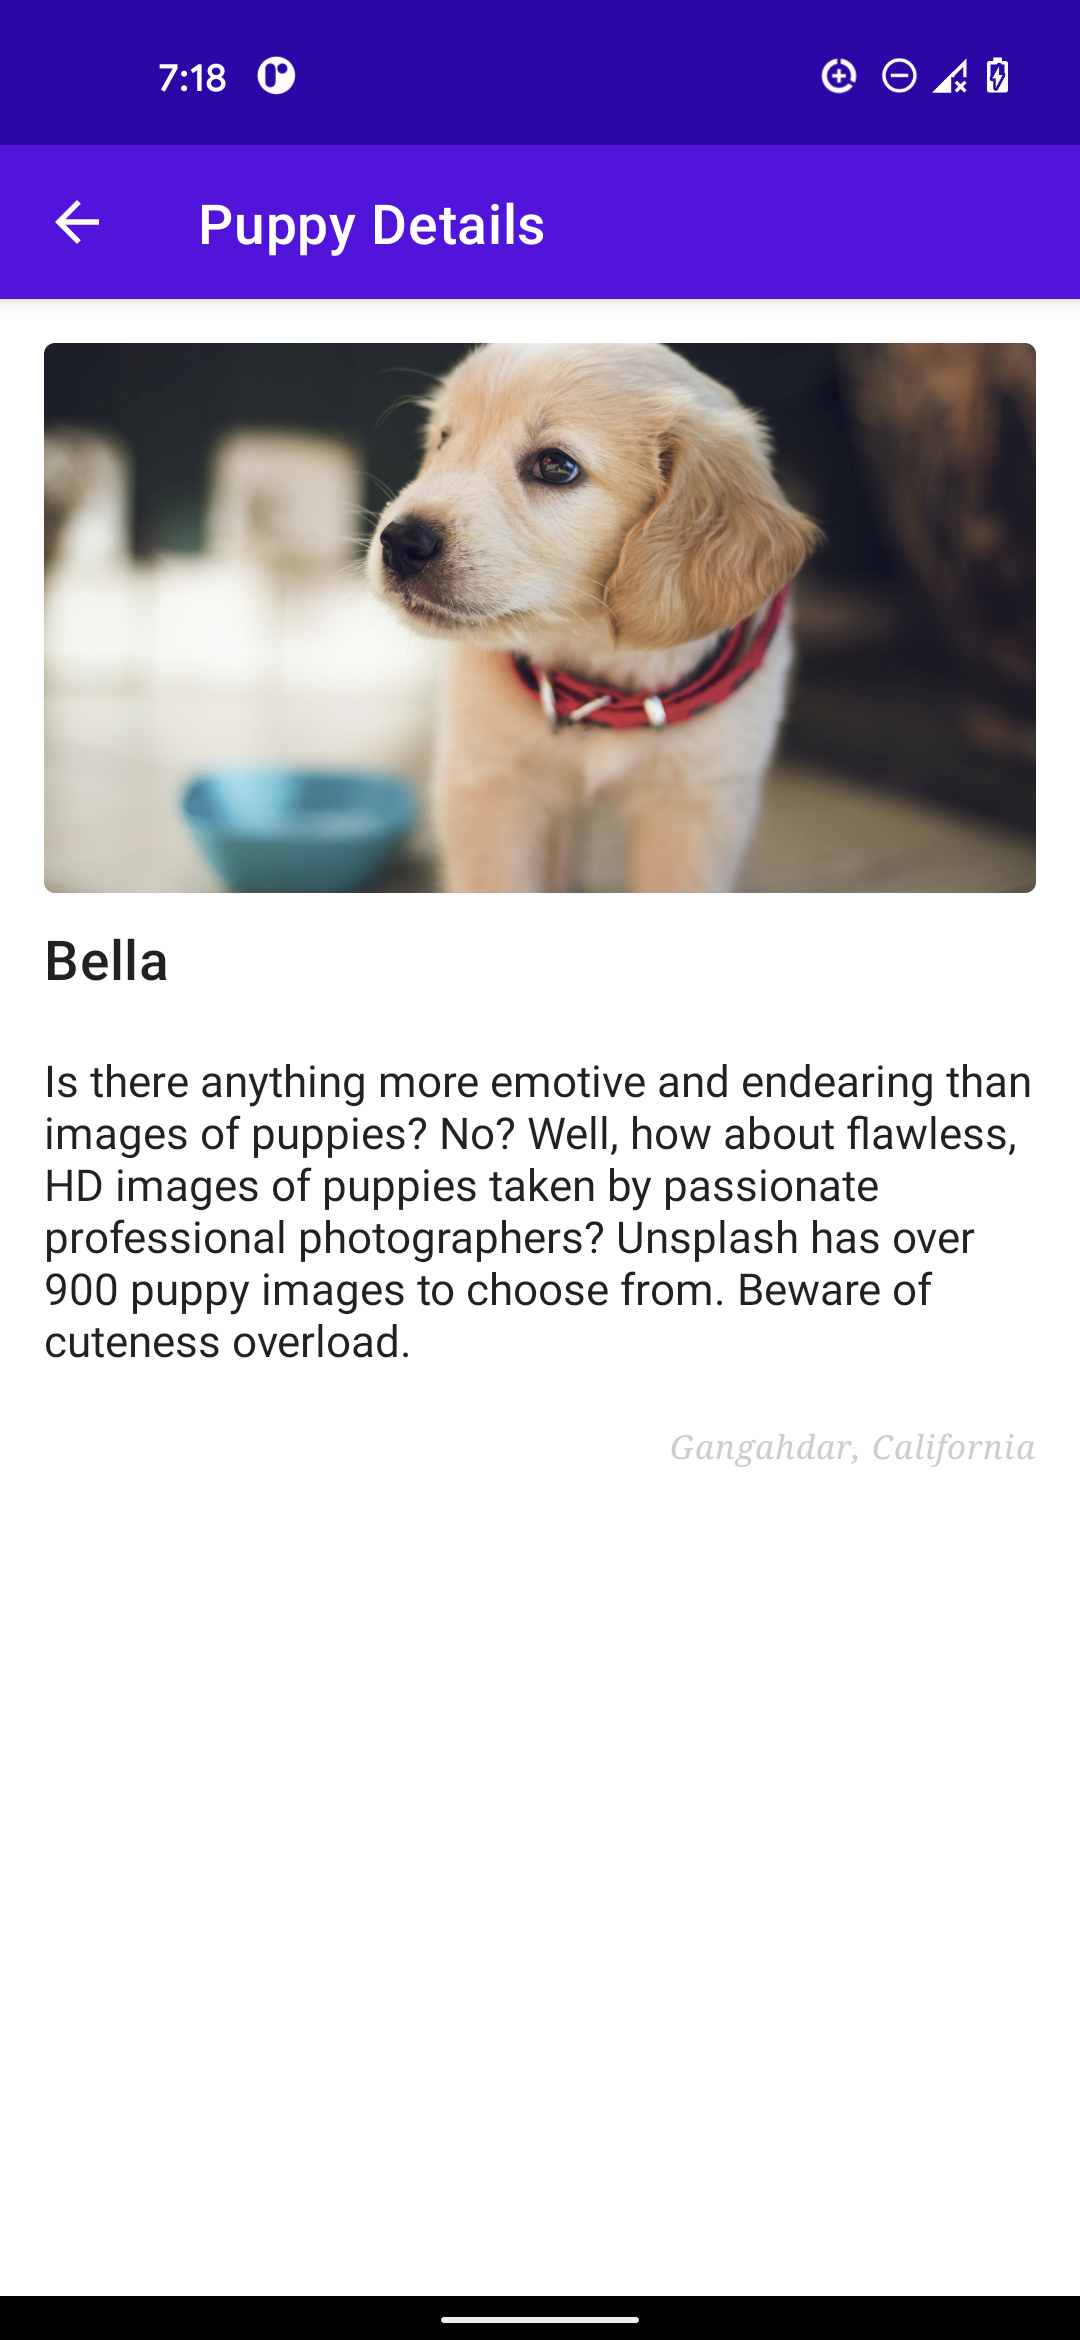 7:18
Puppy Details
Bella
Is there anything more emotive and endearing than
images of puppies? No? Well, how about flawless,
HD images of puppies taken by passionate
professional photographers? Unsplash has over
900 puppy images to choose from. Beware of
cuteness overload.
Gangahdar, California